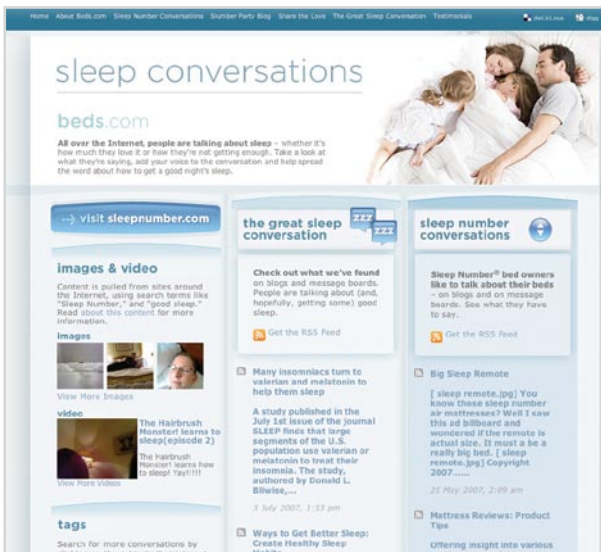 Home About Beds.com Sleep Number Conversations Slumber Party Blog Share the Love The Great Sleep Conversation Testimonials
del.icio.us
digg
sleep conversations
beds.com
All over the Internet, people are talking about sleep – whether it's
how much they love it or how they're not getting enough. Take a look at
what they're saying, add your voice to the conversation and help spread
the word about how to get a good night's sleep.
visit sleepnumber.com
images & video
Content is pulled from sites around
the Internet, using search terms like
"Sleep Number," and "good sleep."
Read about this content for more
information.
images
View More Images
video
The Hairbrush
Monster! learns to
sleep(episode 2)
The Hairbrush
Monster! learns how
to sleep! Yay!!!!!
View More Videos
tags
Search for more conversations by
the great sleep
conversation
ZZZ
ZZZ
Check out what we've found
on blogs and message boards.
People are talking about (and,
hopefully, getting some) good
sleep.
Get the RSS Feed
Many insomniacs turn to
valerian and melatonin to
help them sleep
A study published in the
July 1st issue of the journal
SLEEP finds that large
segments of the U.S.
population use valerian or
melatonin to treat their
insomnia. The study,
authored by Donald L.
Bliwise,...
3 July 2007, 1:33 pm
Ways to Get Better Sleep:
Create Healthy Sleep
Habits
sleep number
conversations
Sleep Number® bed owners
like to talk about their beds
– on blogs and on message
boards. See what they have
to say.
Get the RSS Feed
Big Sleep Remote
[ sleep remote.jpg] You
know those sleep number
air mattresses? Well I saw
this ad billboard and
wondered if the remote is
actual size. It must a be a
really big bed. [ sleep
remote.jpg] Copyright
2007......
25 May 2007, 2:09 am
Mattress Reviews: Product
Tips
Offering insight into various